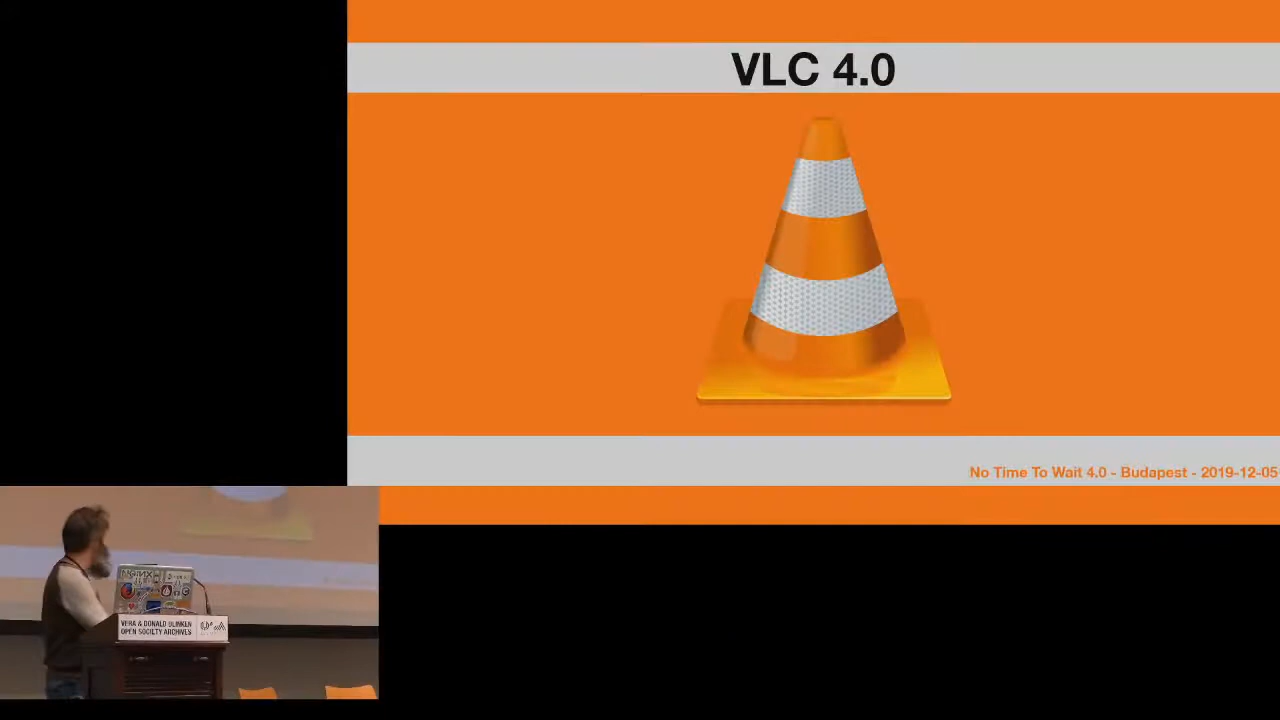 VLC 4.0
No Time To Wait 4.0 - Budapest - 2019-12-05
VERA & DONALD BLINKEN
OPEN SOCIETY ARCHIVES